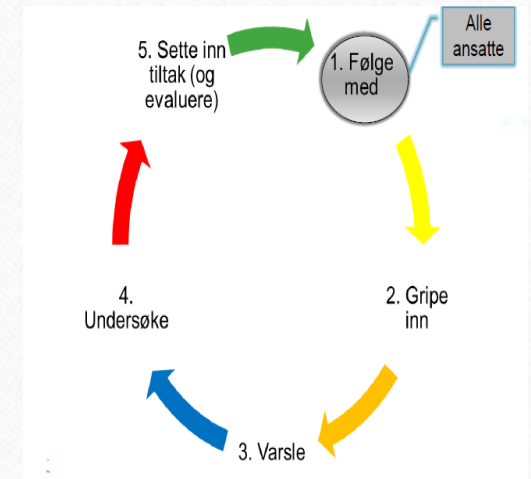 Alle
ansatte
1. Følge
med
2. Gripe
inn
3. Varsle
4.
Undersøke
5. Sette inn
tiltak (og
evaluere)